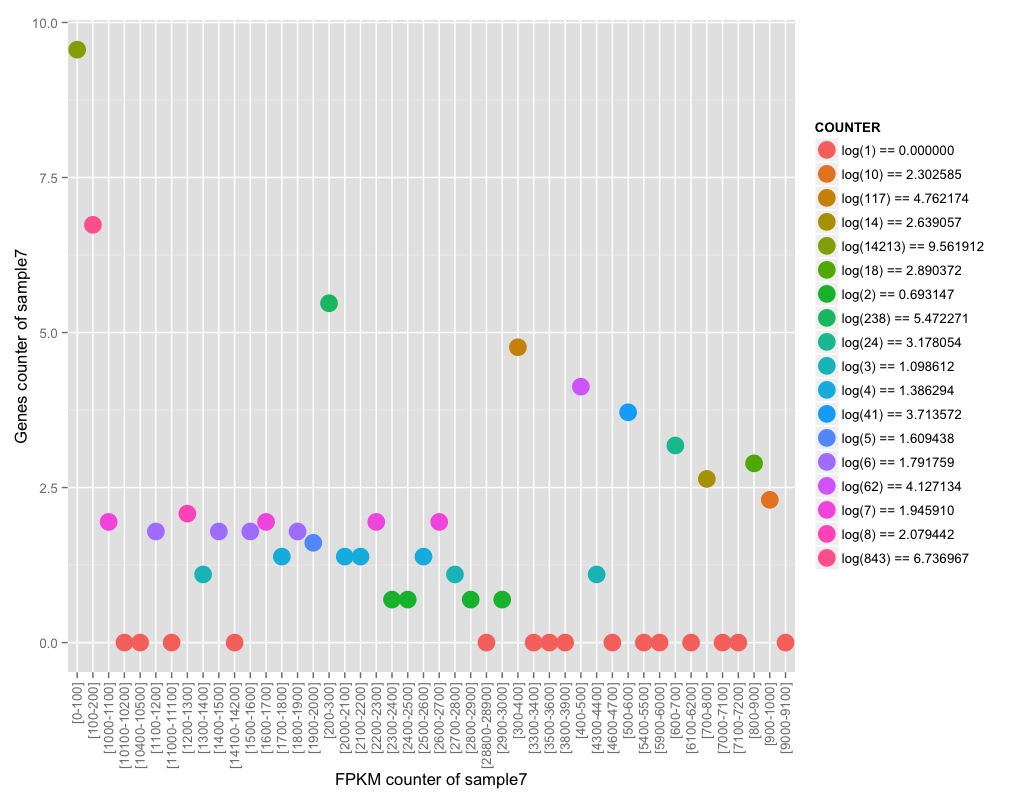 10.0
7.5
5.0
2.5
0.0
Genes counter of sample7
[0-100]
[100-200]
[1000-1100]
[10100-10200]
[10400-10500]
[1100-1200]
[11000-11100]
[1200-1300]
[1300-1400]
[1400-1500]
[14100-14200]
[1500-1600]
[1600-1700]
[1700-1800]
[1800-1900]
[1900-2000]
[200-300]
[2000-2100]
[2100-2200]
[2200-2300]
[2300-2400]
[2400-2500]
[2500-2600]
[2600-2700]
[2700-2800]
[2800-2900]
[28800-28900]
[2900-3000]
[300-400]
[3300-3400]
[3500-3600]
[3800-3900]
[400-500]
[4300-4400]
[4600-4700]
[500-600]
[5400-5500]
[5900-6000]
[600-700]
[6100-6200]
[700-800]
[7000-7100]
[7100-7200]
[800-900]
[900-1000]
[9000-9100]
FPKM counter of sample7
COUNTER
log(1) == 0.000000
log(10) == 2.302585
log(117) == 4.762174
log(14) == 2.639057
log(14213) == 9.561912
log(18) == 2.890372
log(2) == 0.693147
log(238) == 5.472271
log(24) == 3.178054
log(3) == 1.098612
log(4) == 1.386294
log(41) == 3.713572
log(5) == 1.609438
log(6) == 1.791759
log(62) == 4.127134
log(7) == 1.945910
log(8) == 2.079442
log(843) == 6.736967